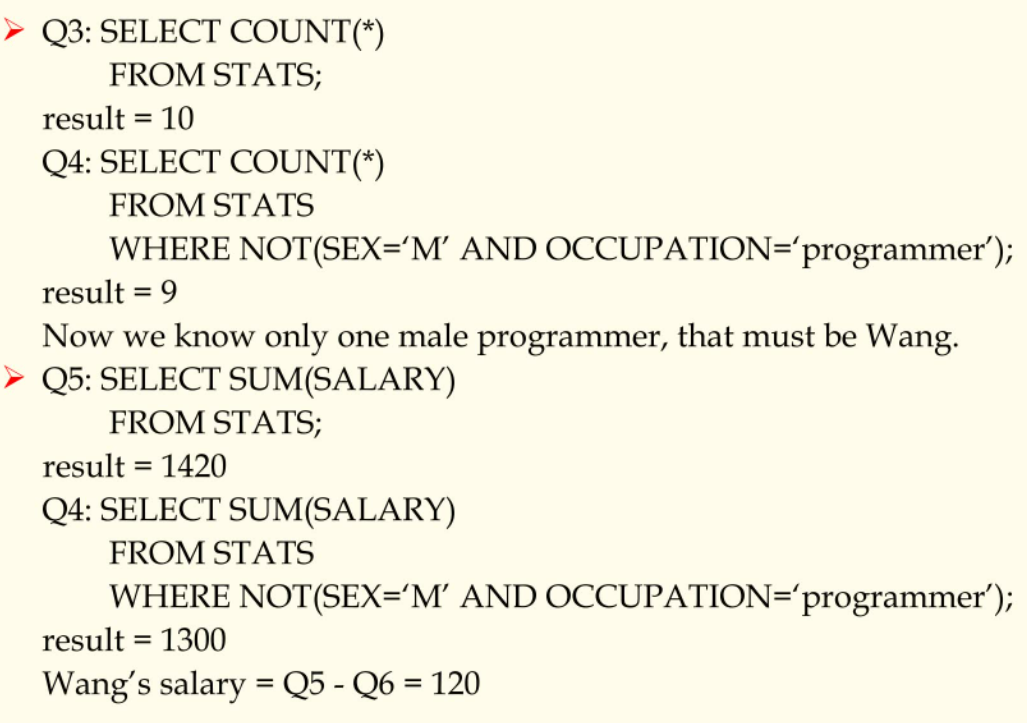 ➢ Q3: SELECT COUNT(*)
FROM STATS;
result = 10
Q4: SELECT COUNT(*)
FROM STATS
WHERE NOT(SEX=‘M’ AND OCCUPATION=‘programmer’);
result = 9
Now we know only one male programmer, that must be Wang.
➢ Q5: SELECT SUM(SALARY)
FROM STATS;
result = 1420
Q4: SELECT SUM(SALARY)
FROM STATS
WHERE NOT(SEX=‘M’ AND OCCUPATION=‘programmer’);
result = 1300
Wang’s salary = Q5 - Q6 = 120